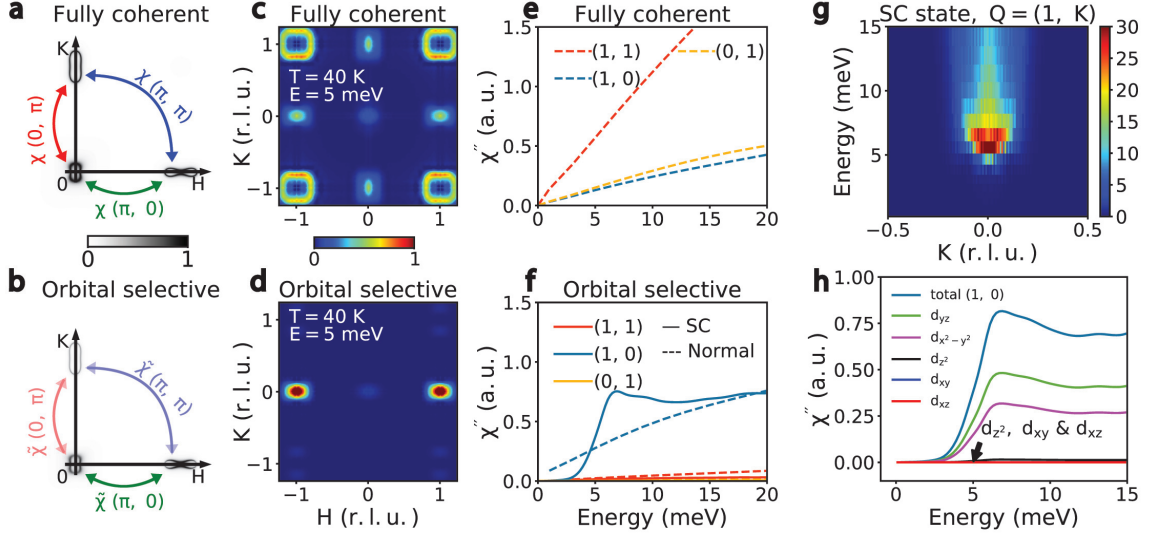 a
Fully coherent
K
χ (0, π)
χ (π, π)
0
H
χ (π, 0)
0
1
b
Orbital selective
K
χ̃ (0, π)
χ̃ (π, π)
0
H
χ̃ (π, 0)
c
Fully coherent
K (r. l. u.)
1
0
−1
T = 40 K
E = 5 meV
−1
0
1
0
1
d
K (r. l. u.)
1
0
−1
T = 40 K
E = 5 meV
−1
0
1
H (r. l. u.)
e
Fully coherent
χ″ (a. u.)
1.5
1.0
0.5
0.0
(1, 1)
(0, 1)
(1, 0)
0
5
10
15
20
f
Orbital selective
χ″ (a. u.)
1.5
1.0
0.5
0.0
(1, 1)
SC
(1, 0)
Normal
(0, 1)
0
5
10
15
20
Energy (meV)
g
SC state, Q = (1, K)
Energy (meV)
15
10
5
−0.5
0.0
0.5
K (r. l. u.)
30
25
20
15
10
5
0
h
χ″ (a. u.)
1.00
0.75
0.50
0.25
0.00
total (1, 0)
dyz
dx²−y²
dz²
dxy
dxz
dz², dxy & dxz
0
5
10
15
Energy (meV)